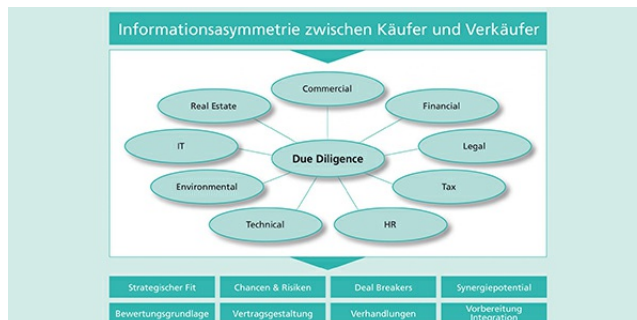 Informationsasymmetrie zwischen Käufer und Verkäufer
Commercial
Real Estate
Financial
IT
Due Diligence
Legal
Environmental
Tax
Technical
HR
Strategischer Fit
Chancen & Risiken
Deal Breakers
Synergiepotential
Bewertungsgrundlage
Vertragsgestaltung
Verhandlungen
Vorbereitung
Integration